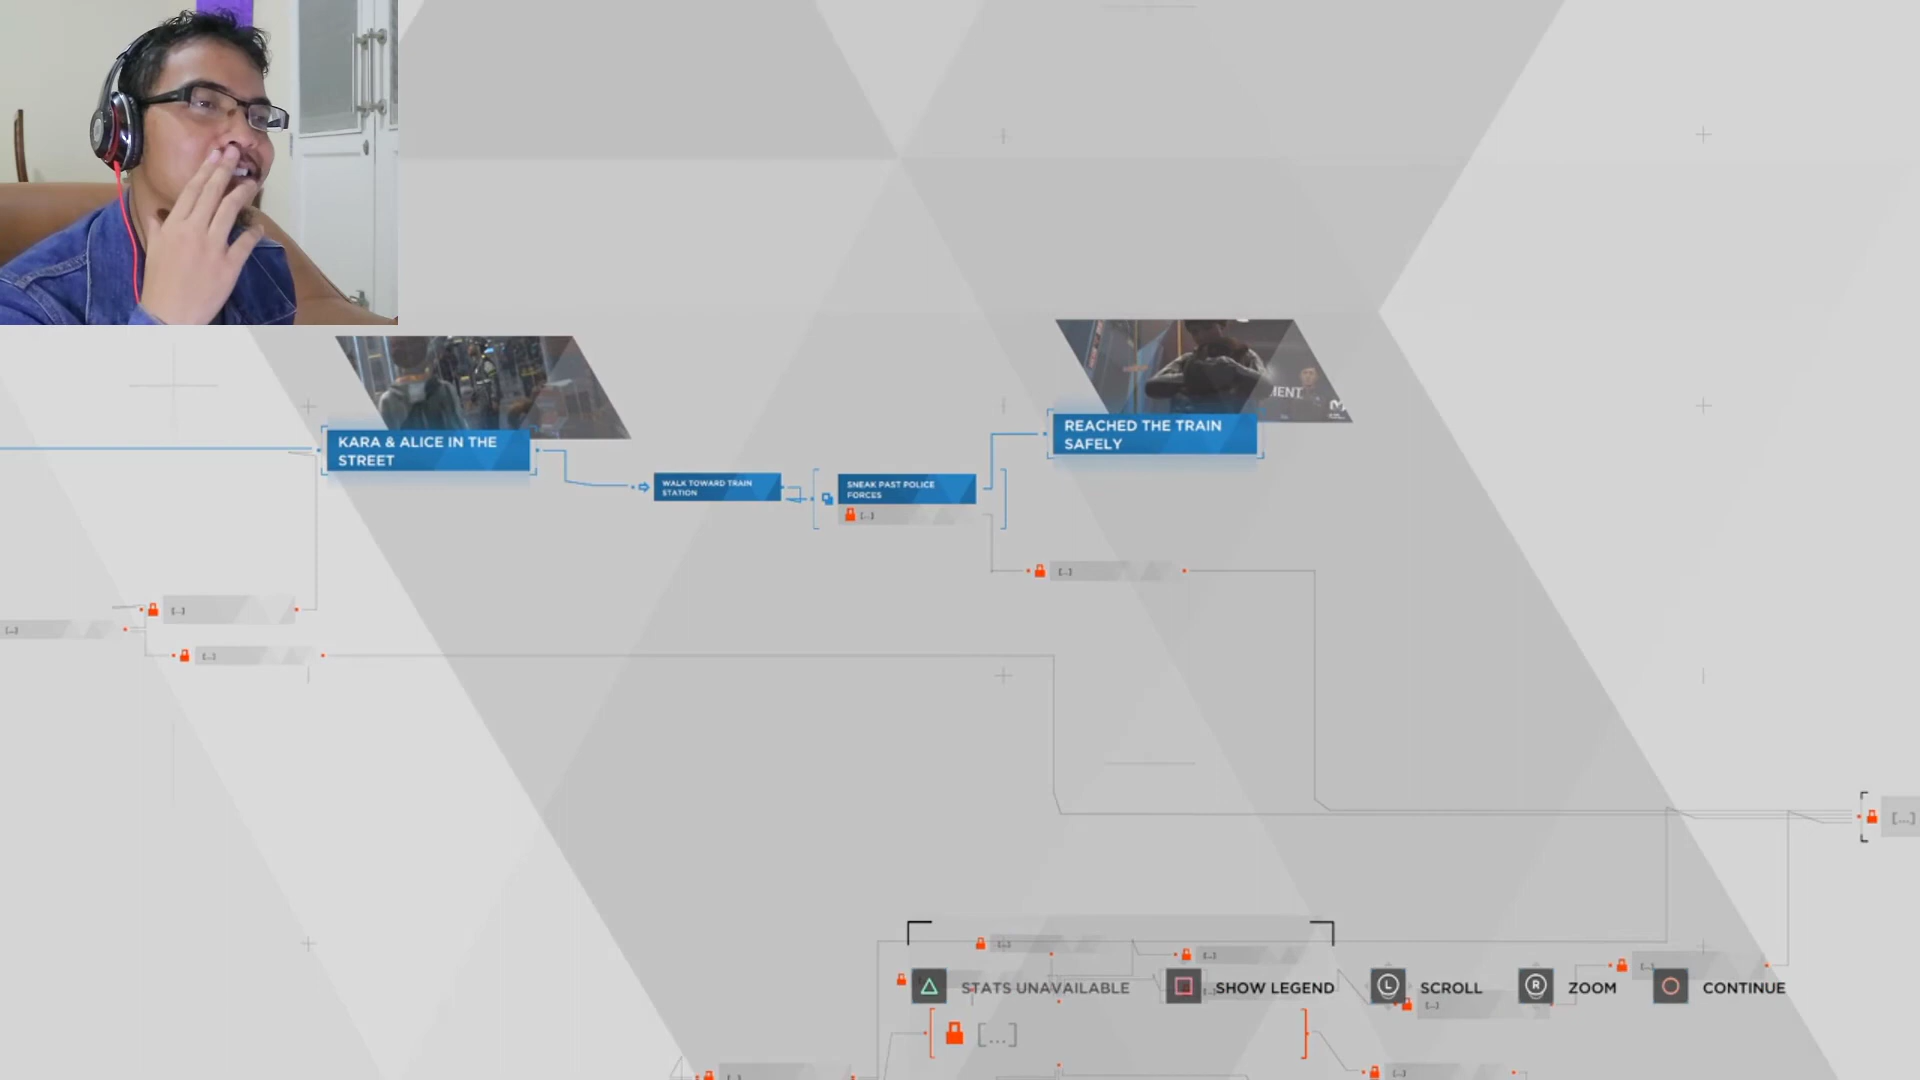 MENT
KARA & ALICE IN THE
STREET
REACHED THE TRAIN
SAFELY
WALK TOWARD TRAIN
STATION
SNEAK PAST POLICE
FORCES
[...]
[...]
[...]
[...]
[...]
[...]
[...]
[...]
[...]
STATS UNAVAILABLE
SHOW LEGEND
L
SCROLL
R
ZOOM
CONTINUE
[...]
[...]
[...]
[...]